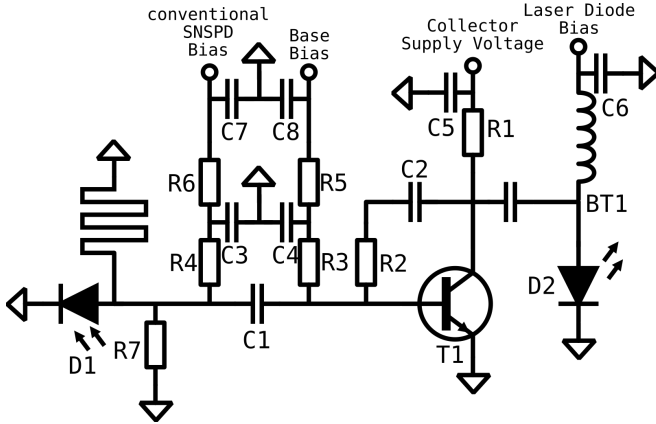 conventional
SNSPD
Bias
Base
Bias
Collector
Supply Voltage
Laser Diode
Bias
C7
C8
C5
R1
C6
C2
R6
R5
BT1
C3
C4
R4
R3
R2
D2
C1
T1
D1
R7